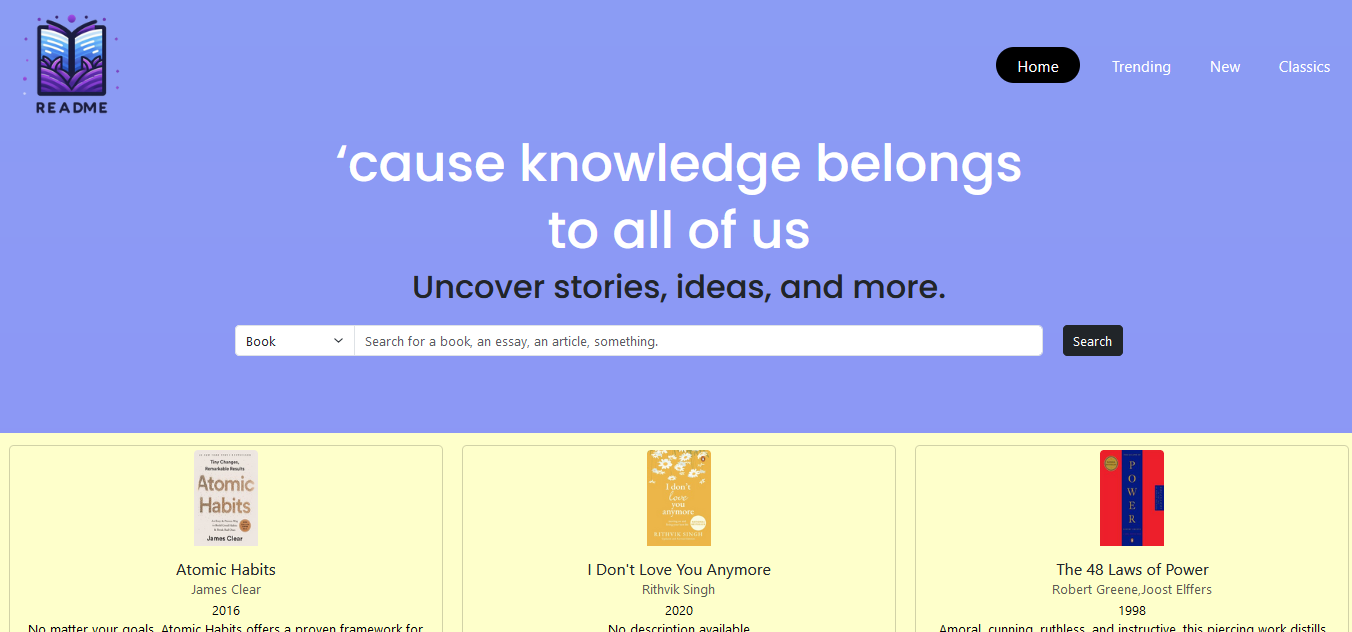 README
Home
Trending
New
Classics
‘cause knowledge belongs
to all of us
Uncover stories, ideas, and more.
Book
Search for a book, an essay, an article, something.
Search
Tiny Changes,
Remarkable Results
Atomic
Habits
James Clear
Atomic Habits
James Clear
2016
No matter your goals, Atomic Habits offers a proven framework for
I don't
love
you
anymore
RITHVIK SINGH
I Don't Love You Anymore
Rithvik Singh
2020
No description available.
POWER
The 48 Laws of Power
Robert Greene,Joost Elffers
1998
Amoral, cunning, ruthless, and instructive, this piercing work distills